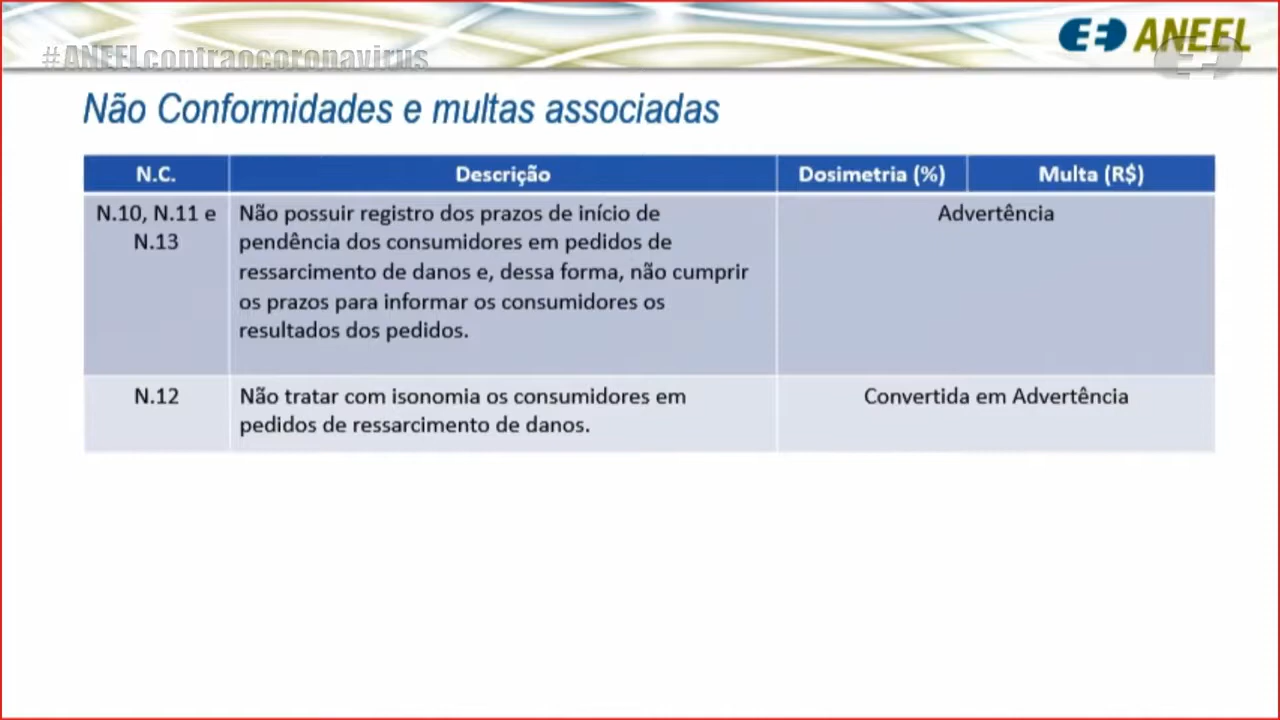 #ANEELcontraocoronavirus
ANEEL
Não Conformidades e multas associadas
N.C.
Descrição
Dosimetria (%)
Multa (R$)
N.10, N.11 e
N.13
Não possuir registro dos prazos de início de
pendência dos consumidores em pedidos de
ressarcimento de danos e, dessa forma, não cumprir
os prazos para informar os consumidores os
resultados dos pedidos.
Advertência
N.12
Não tratar com isonomia os consumidores em
pedidos de ressarcimento de danos.
Convertida em Advertência